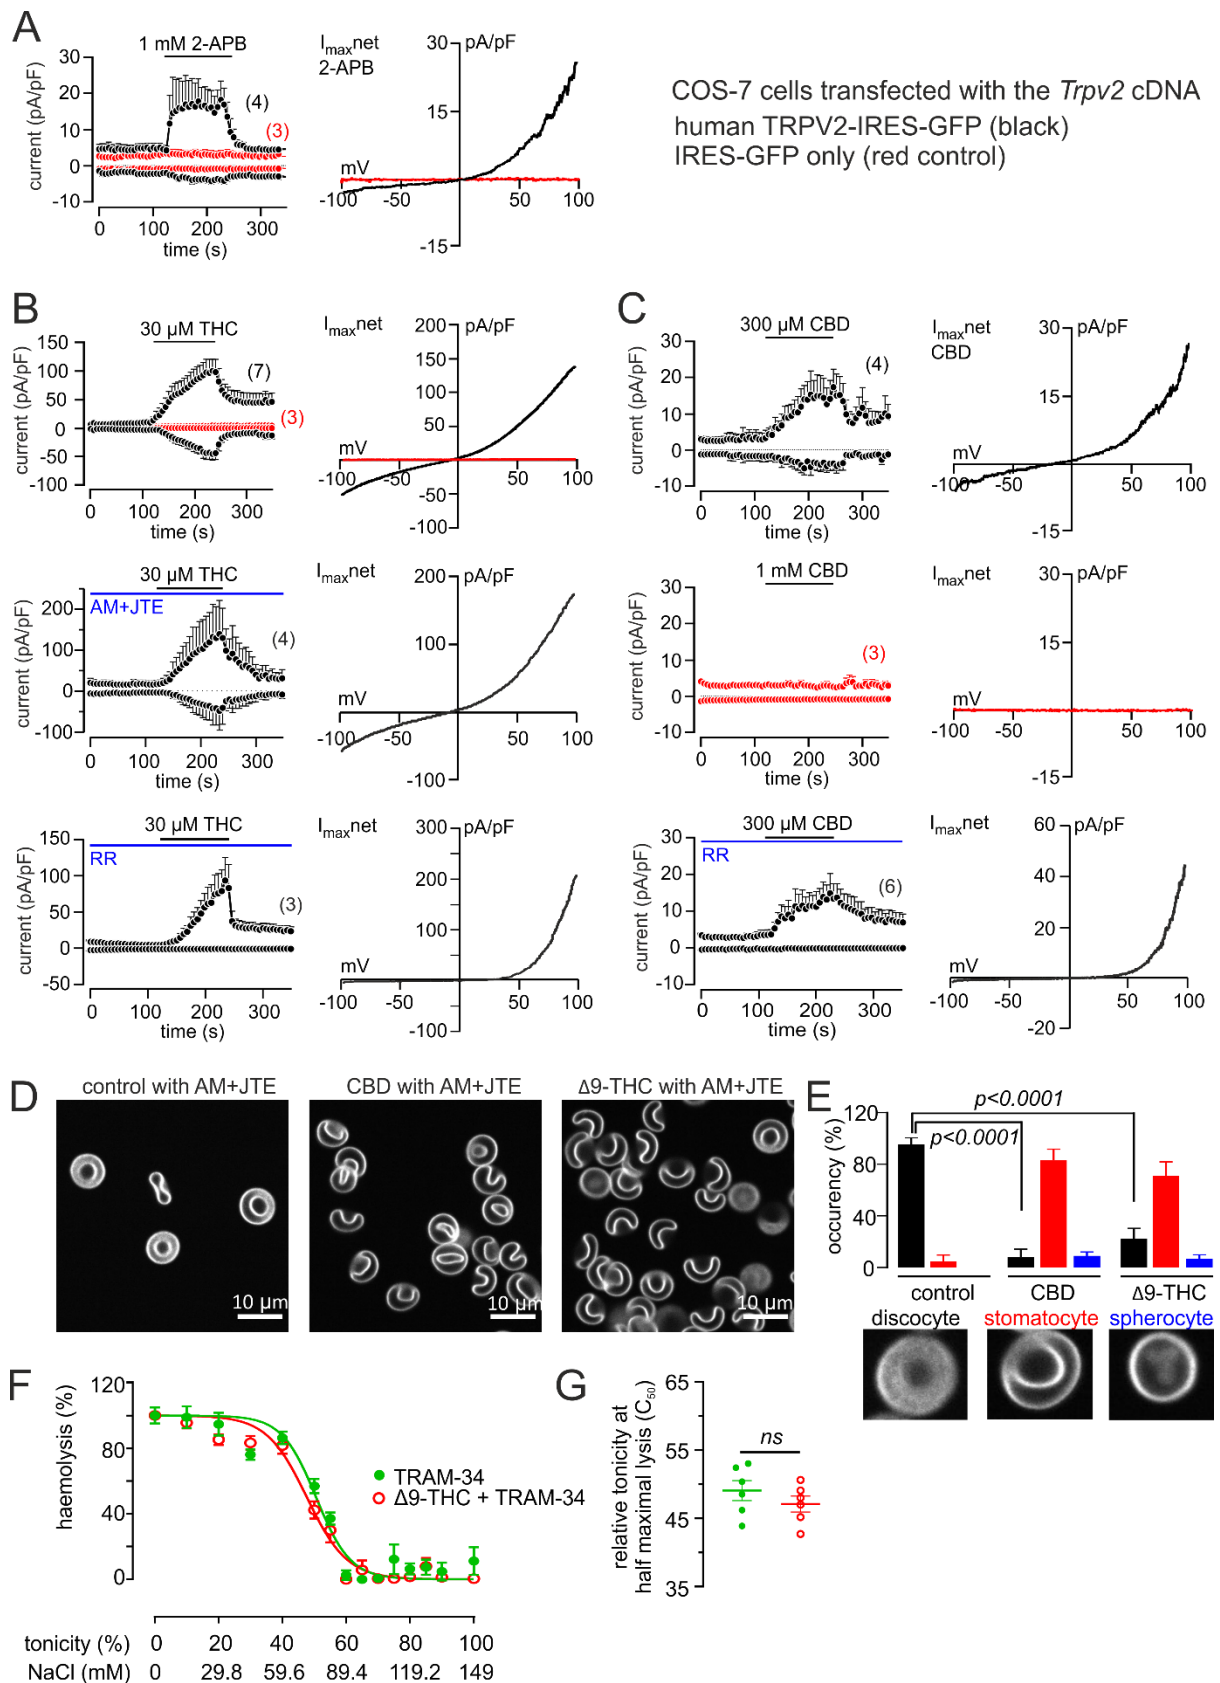 A
1 mM 2-APB
current (pA/pF)
30
20
10
0
-10
(4)
(3)
0
100
200
300
time (s)
Imaxnet
2-APB
pA/pF
30
mV
-100
-50
50
100
-15
COS-7 cells transfected with the Trpv2 cDNA
human TRPV2-IRES-GFP (black)
IRES-GFP only (red control)
B
30 µM THC
current (pA/pF)
150
100
50
0
-50
-100
(7)
(3)
0
100
200
300
time (s)
Imaxnet
pA/pF
200
150
100
50
mV
-100
-50
50
100
-50
-100
30 µM THC
AM+JTE
current (pA/pF)
200
100
0
-100
(4)
0
100
200
300
time (s)
Imaxnet
pA/pF
200
100
mV
-100
-50
50
100
-100
30 µM THC
RR
current (pA/pF)
150
100
50
0
-50
(3)
0
100
200
300
time (s)
Imaxnet
pA/pF
300
200
100
mV
-100
-50
50
100
-100
C
300 µM CBD
current (pA/pF)
30
20
10
0
-10
(4)
0
100
200
300
time (s)
Imaxnet
CBD
pA/pF
30
15
mV
-100
-50
50
100
-15
1 mM CBD
current (pA/pF)
30
20
10
0
-10
(3)
0
100
200
300
time (s)
Imaxnet
pA/pF
30
15
mV
-100
-50
50
100
-15
300 µM CBD
RR
current (pA/pF)
30
20
10
0
-10
(6)
0
100
200
300
time (s)
Imaxnet
pA/pF
60
40
20
mV
-100
-50
50
100
-20
D
control with AM+JTE
CBD with AM+JTE
Δ9-THC with AM+JTE
10 µm
10 µm
10 µm
E
occurency (%)
120
80
40
0
p<0.0001
p<0.0001
control
CBD
Δ9-THC
discocyte
stomatocyte
spherocyte
F
haemolysis (%)
120
80
40
0
TRAM-34
Δ9-THC + TRAM-34
0
20
40
60
80
100
tonicity (%)
NaCl (mM)
0
29.8
59.6
89.4
119.2
149
G
relative tonicity at
half maximal lysis (C50)
65
55
45
35
ns